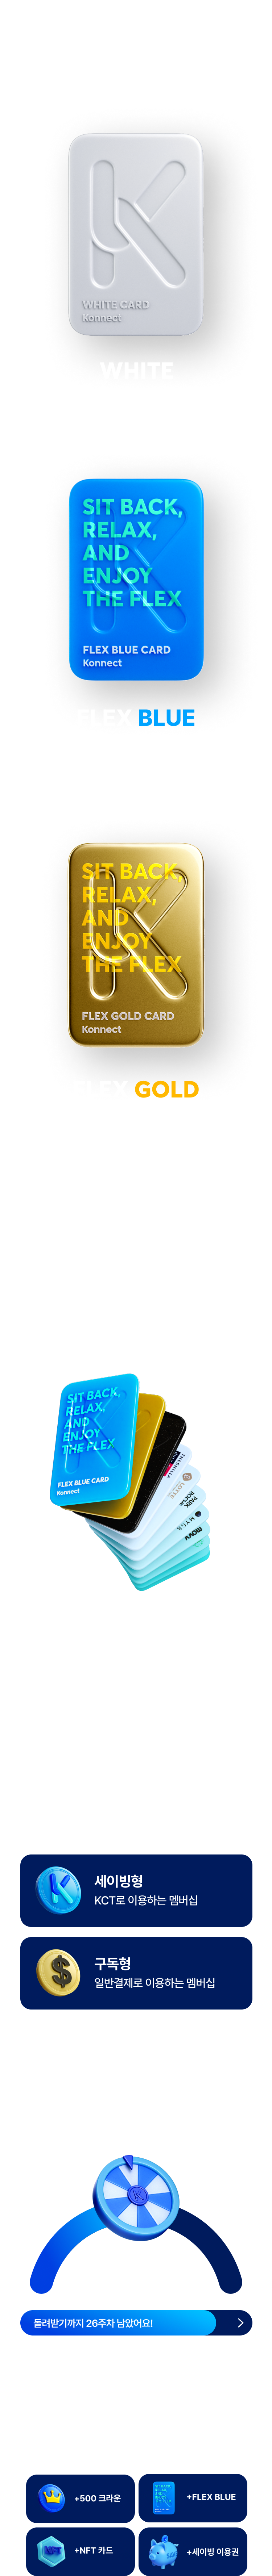 WHITE CARD
Konnect
WHITE
SIT BACK,
RELAX,
AND
ENJOY
THE FLEX
FLEX BLUE CARD
Konnect
FLEX BLUE
SIT BACK,
RELAX,
AND
ENJOY
THE FLEX
FLEX GOLD CARD
Konnect
FLEX GOLD
SIT BACK,
RELAX,
AND
ENJOY
THE FLEX
FLEX BLUE CARD
Konnect
세이빙형
KCT로 이용하는 멤버십
구독형
일반결제로 이용하는 멤버십
돌려받기까지 26주차 남았어요!
+500 크라운
+FLEX BLUE
+NFT 카드
+세이빙 이용권